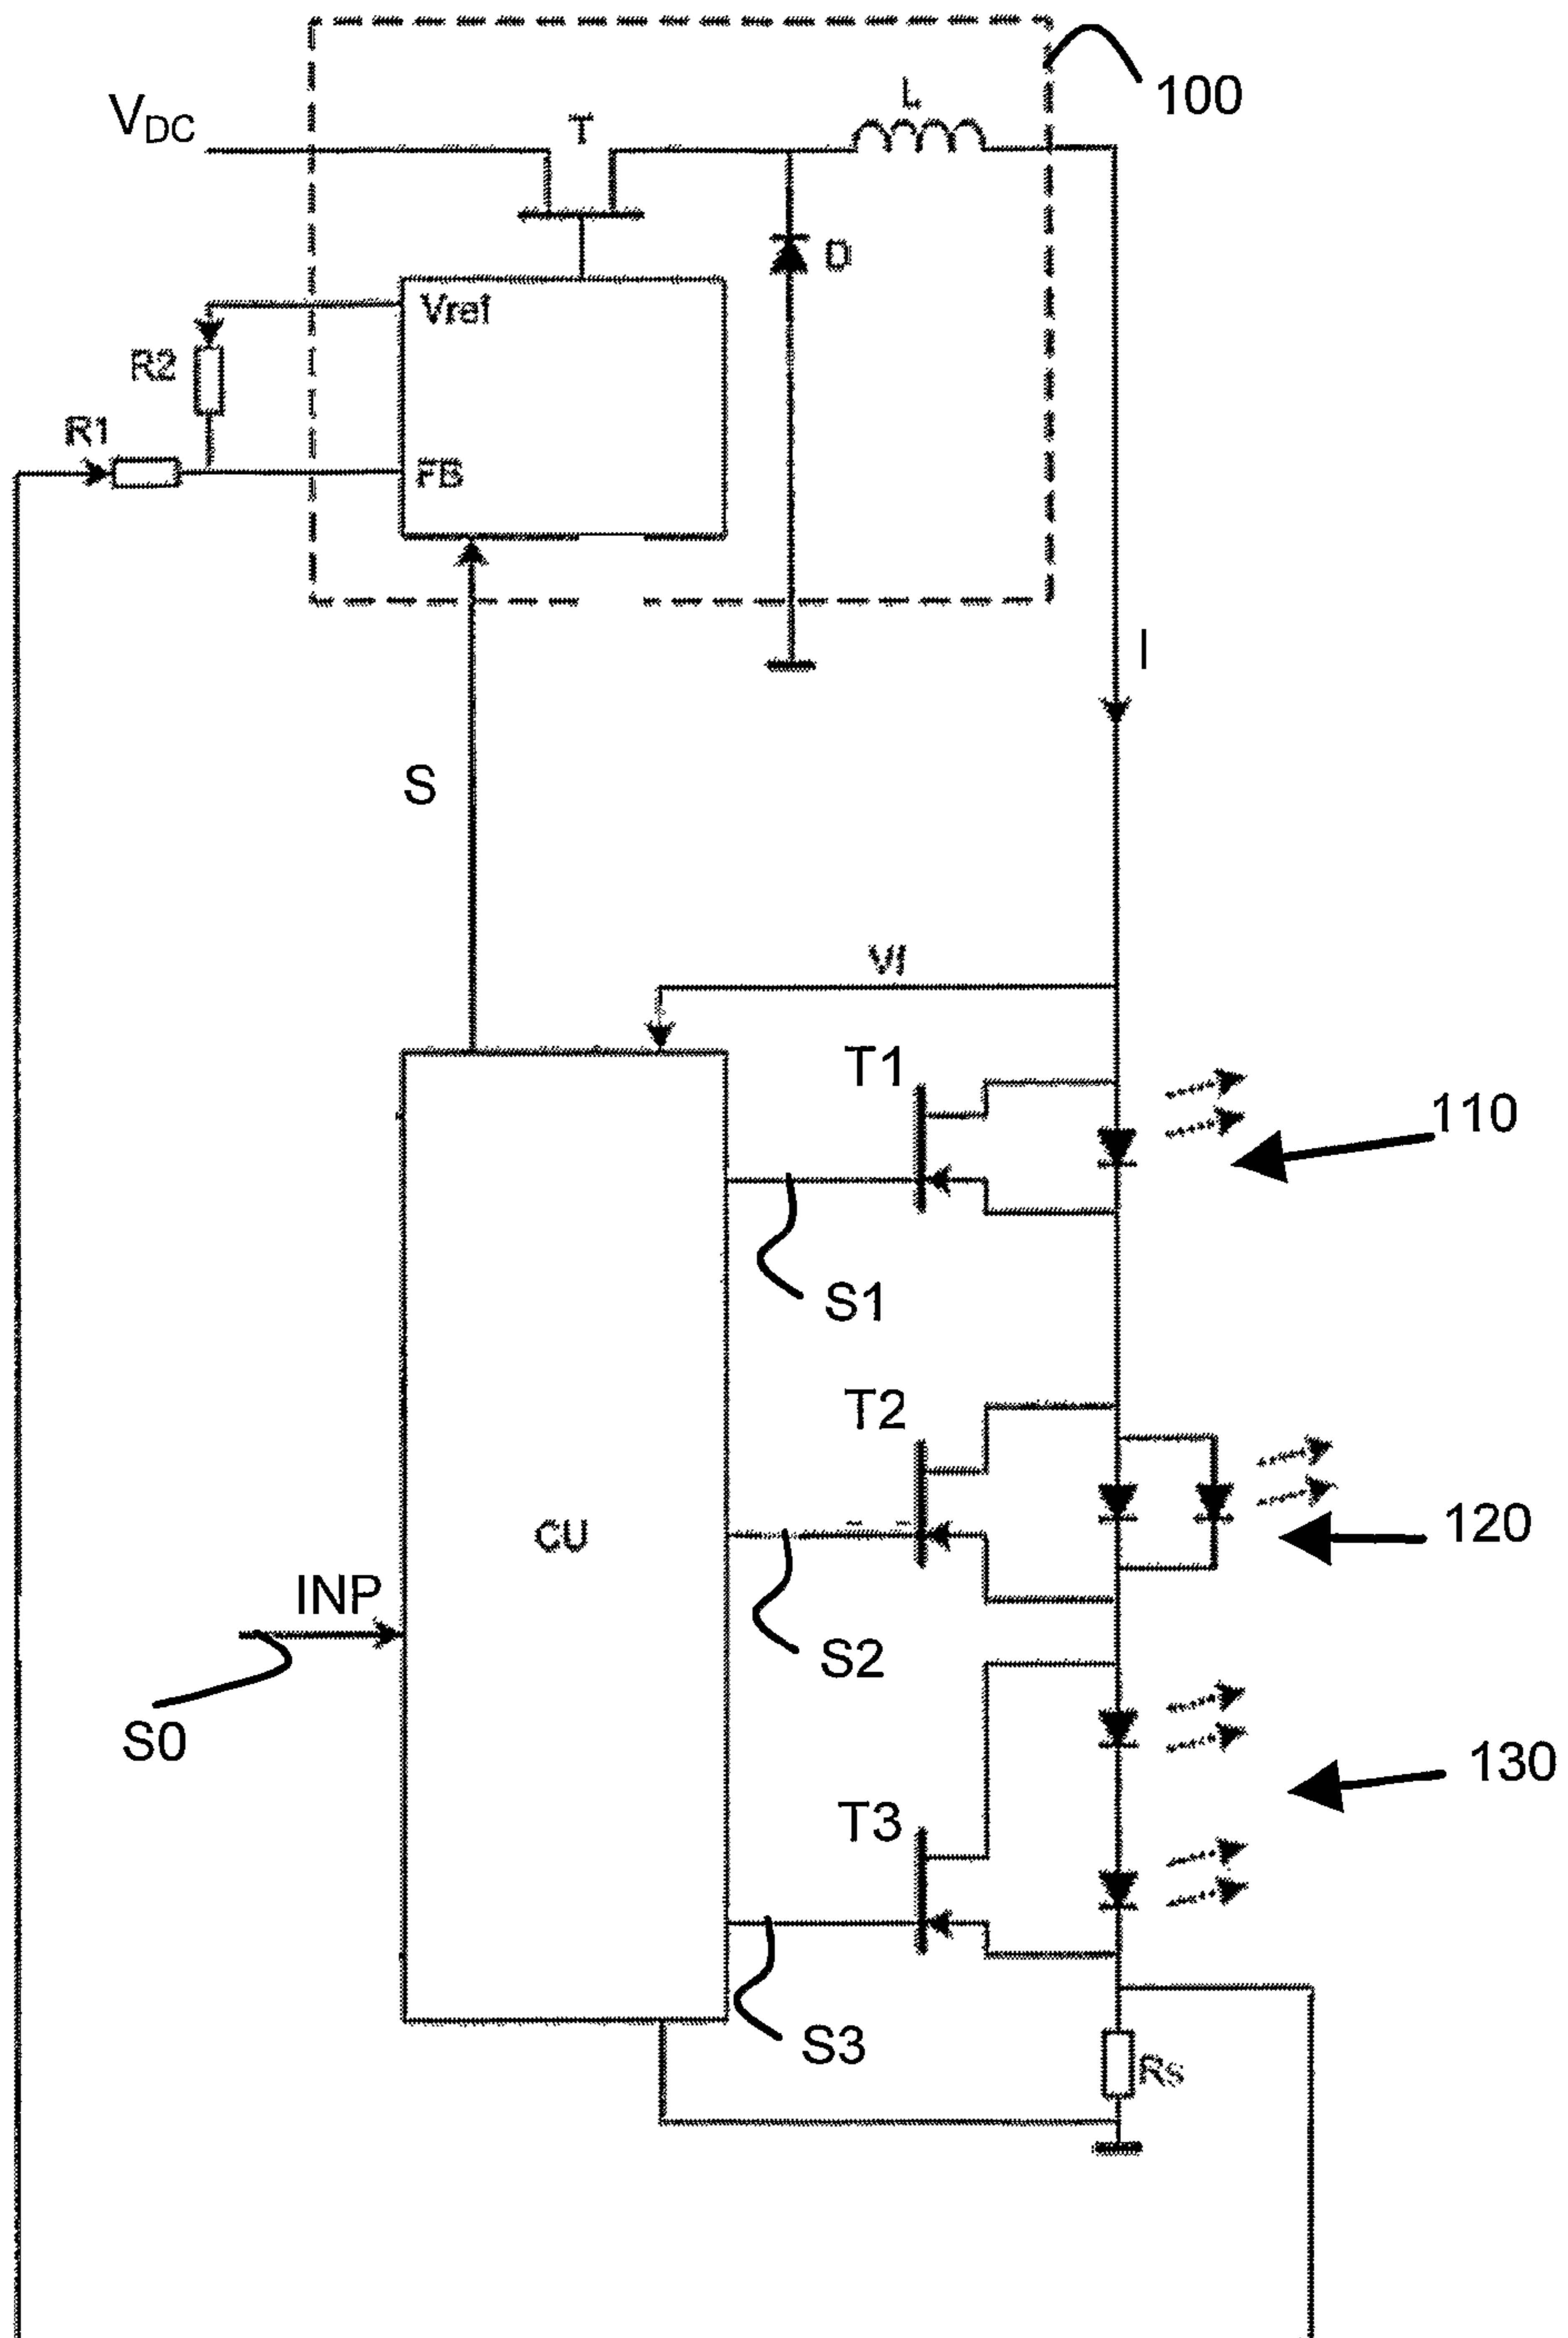 100
L
VDC
T
D
Vref
R2
R1
FB
I
S
Vf
T1
110
S1
T2
120
CU
INP
S2
S0
130
T3
S3
Rs